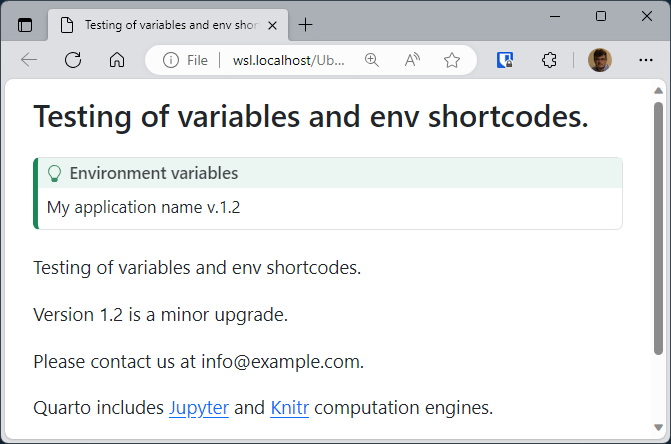 Testing of variables and env shor
File
wsl.localhost/Ub...
Testing of variables and env shortcodes.
Environment variables
My application name v.1.2
Testing of variables and env shortcodes.
Version 1.2 is a minor upgrade.
Please contact us at info@example.com.
Quarto includes Jupyter and Knitr computation engines.